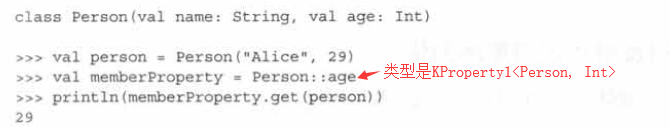 class Person(val name: String, val age: Int)
>>> val person = Person("Alice", 29)
>>> val memberProperty = Person::age 类型是KProperty1<Person, Int>
>>> println(memberProperty.get(person))
29